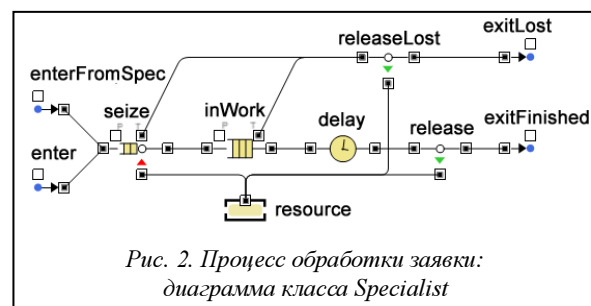 releaseLost
exitLost
enterFromSpec
seize
inWork
delay
release
exitFinished
enter
resource
Рис. 2. Процесс обработки заявки:
диаграмма класса Specialist